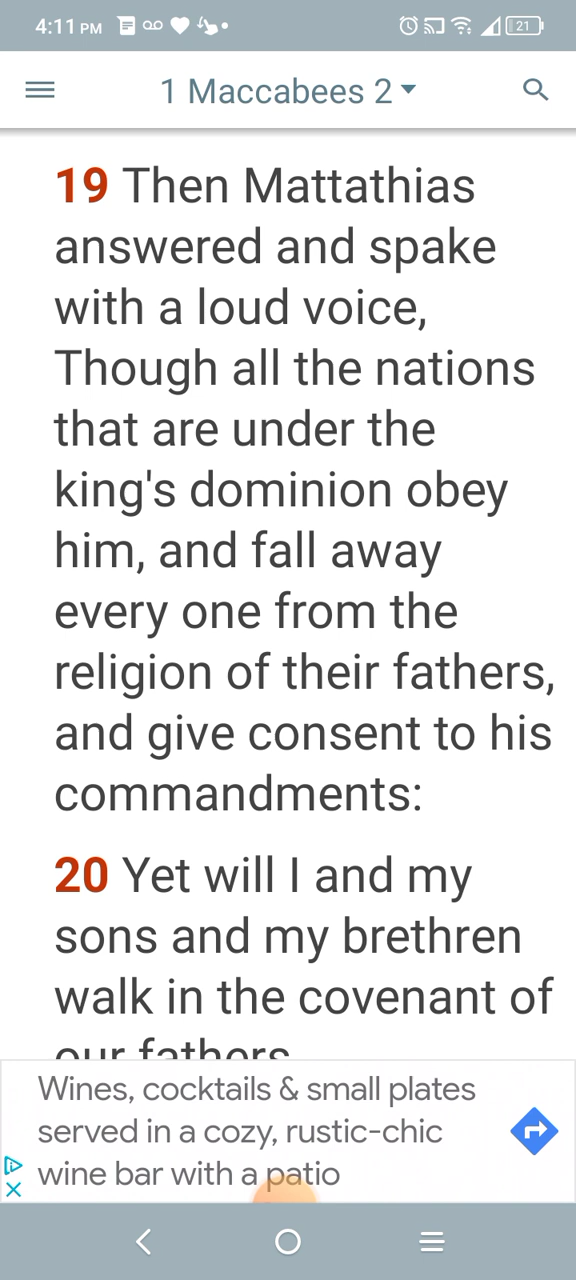 4:11 PM
21
1 Maccabees 2
19 Then Mattathias
answered and spake
with a loud voice,
Though all the nations
that are under the
king's dominion obey
him, and fall away
every one from the
religion of their fathers,
and give consent to his
commandments:
20 Yet will I and my
sons and my brethren
walk in the covenant of
our fathers
Wines, cocktails & small plates
served in a cozy, rustic-chic
wine bar with a patio